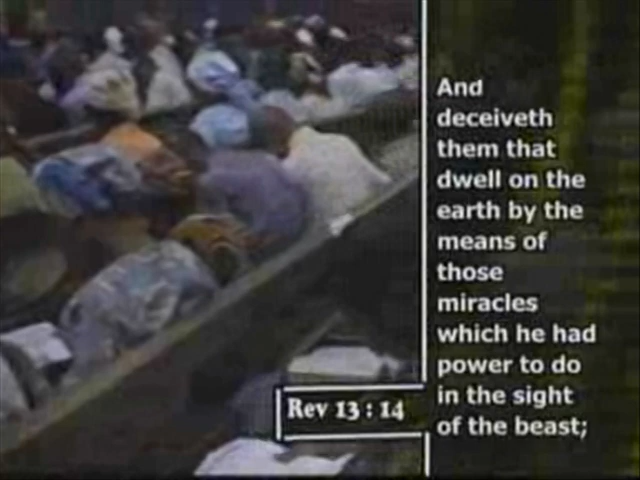 And
deceiveth
them that
dwell on the
earth by the
means of
those
miracles
which he had
power to do
in the sight
of the beast;
Rev 13 : 14